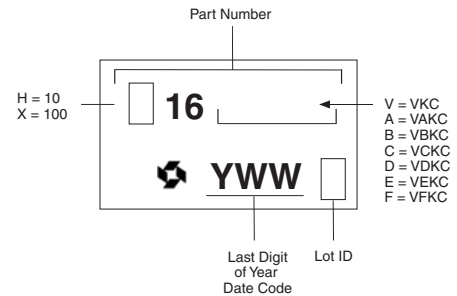 Part Number
H = 10
X = 100
16
V = VKC
A = VAKC
B = VBKC
C = VCKC
D = VDKC
E = VEKC
F = VFKC
YWW
Last Digit
of Year
Date Code
Lot ID